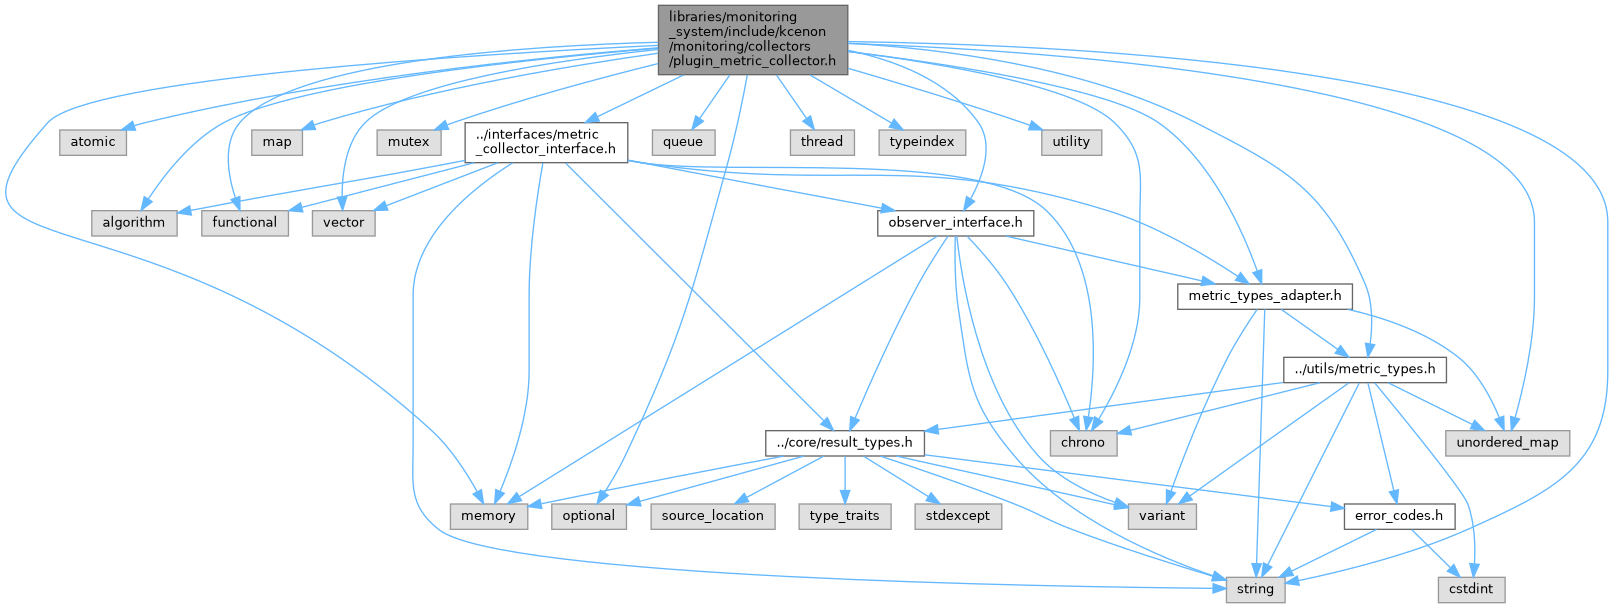 libraries/monitoring
_system/include/kcenon
/monitoring/collectors
/plugin_metric_collector.h
atomic
map
mutex
../interfaces/metric
_collector_interface.h
queue
thread
typeindex
utility
algorithm
functional
vector
observer_interface.h
metric_types_adapter.h
../utils/metric_types.h
../core/result_types.h
chrono
unordered_map
memory
optional
source_location
type_traits
stdexcept
variant
error_codes.h
string
cstdint